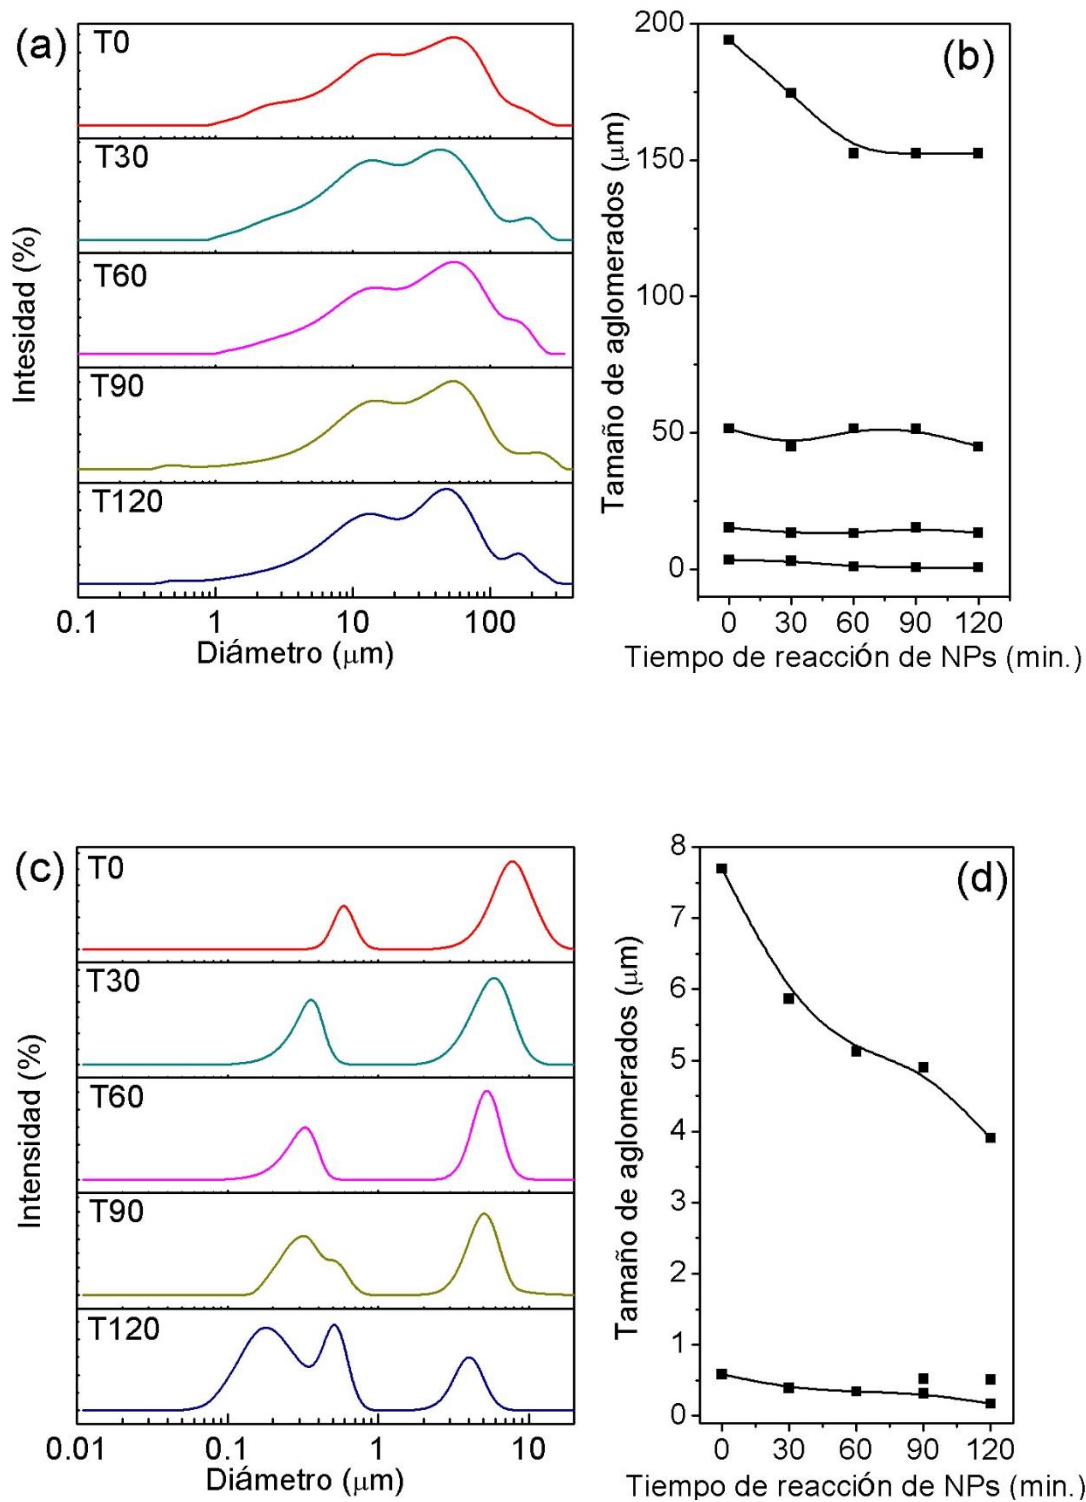 (a)
T0
T30
T60
T90
T120
Intesidad (%)
0.1 1 10 100
Diámetro (μm)
(b)
200
150
100
50
0
Tamaño de aglomerados (μm)
0 30 60 90 120
Tiempo de reacción de NPs (min.)
(c)
T0
T30
T60
T90
T120
Intensidad (%)
0.01 0.1 1 10
Diámetro (μm)
(d)
8
7
6
5
4
3
2
1
0
Tamaño de aglomerados (μm)
0 30 60 90 120
Tiempo de reacción de NPs (min.)